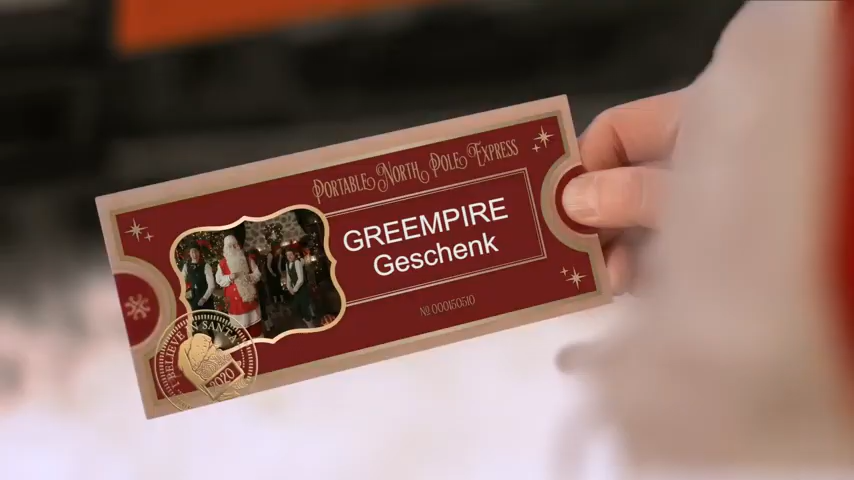 PORTABLE NORTH POLE EXPRESS
GREEMPIRE
Geschenk
№ 000150510
I BELIEVE IN SANTA
2020